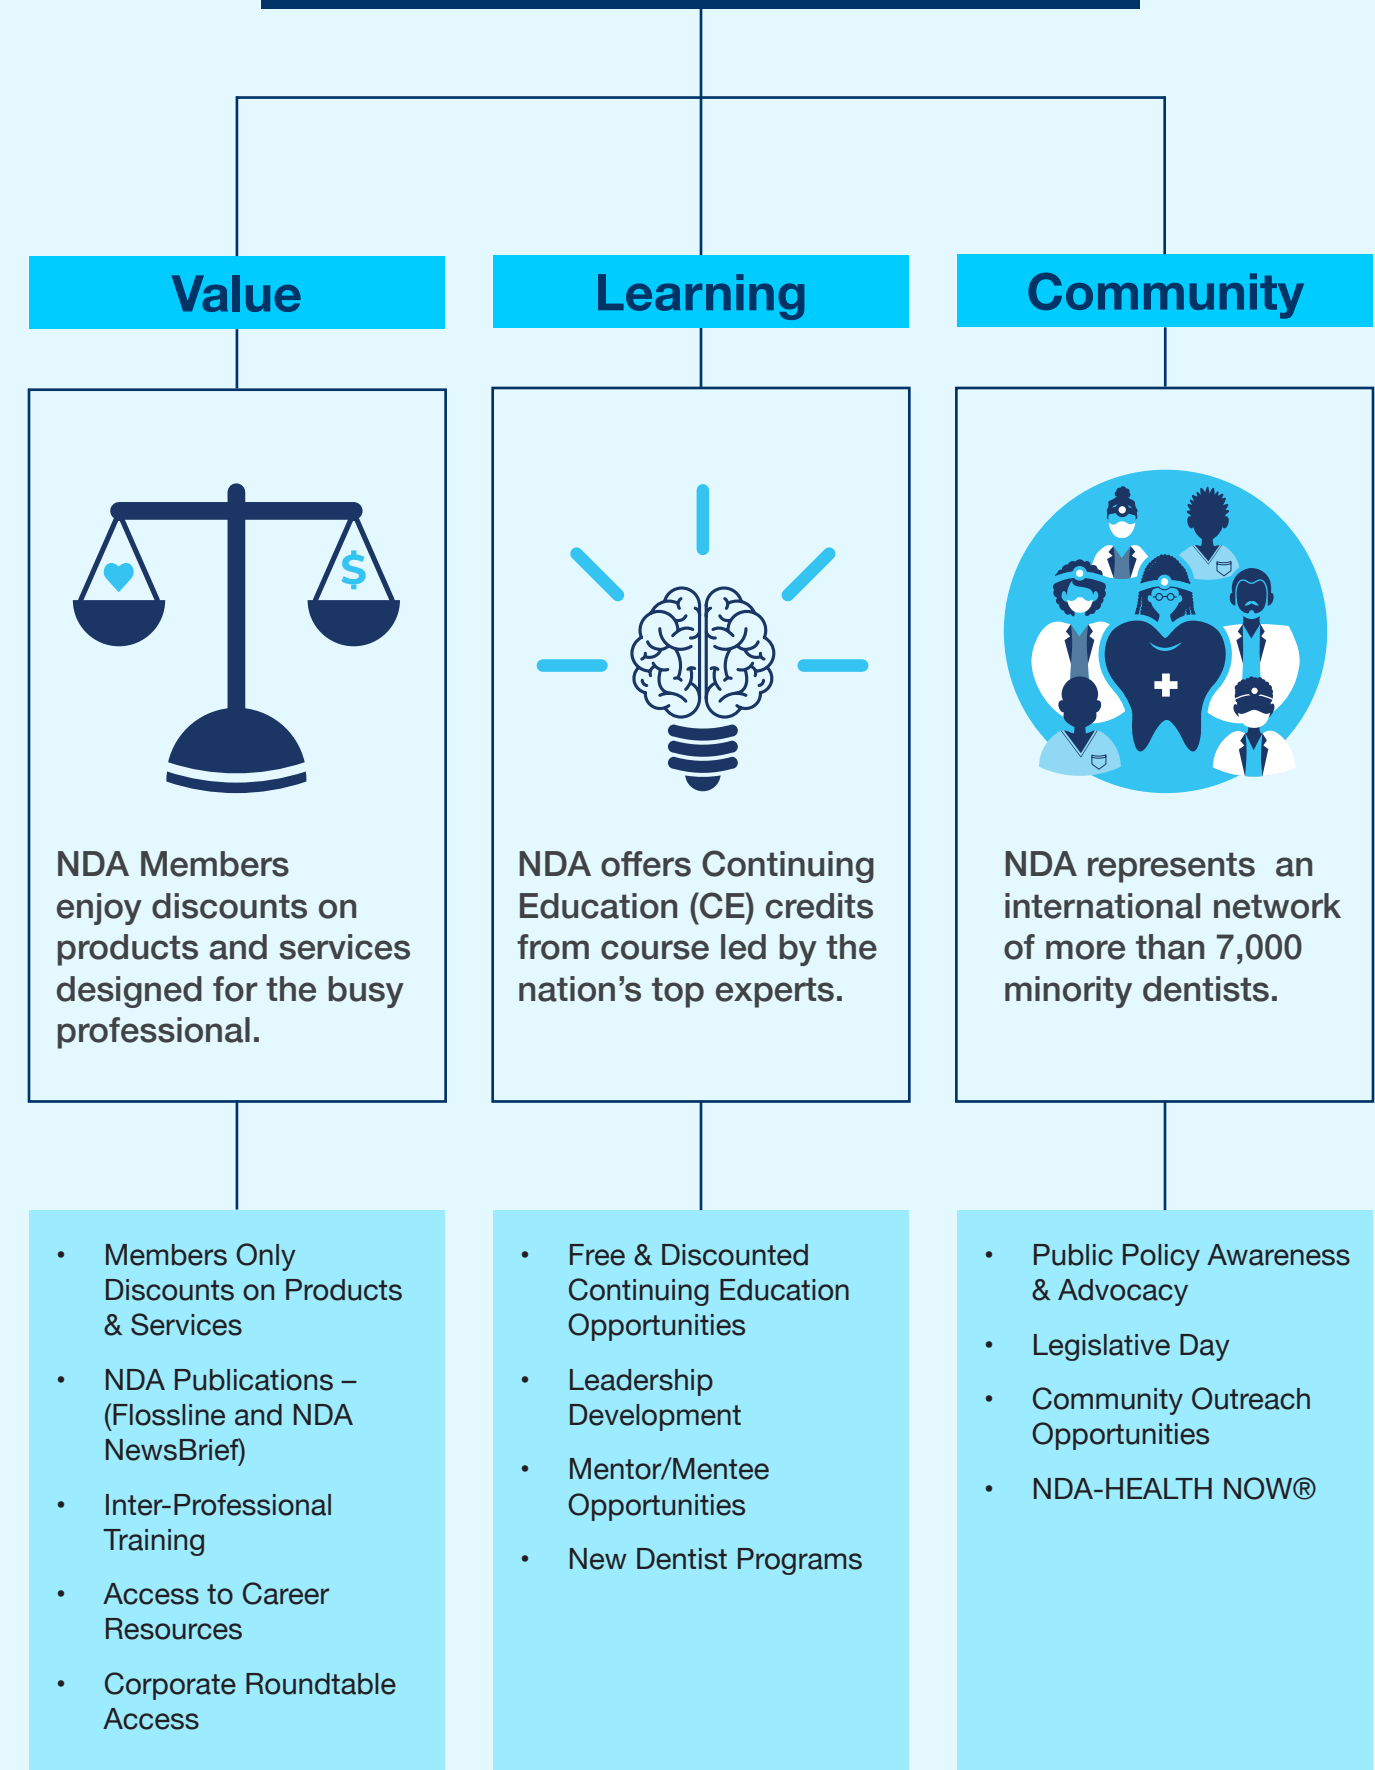 Value
NDA Members
enjoy discounts on
products and services
designed for the busy
professional.
• Members Only
Discounts on Products
& Services
• NDA Publications –
(Flossline and NDA
NewsBrief)
• Inter-Professional
Training
• Access to Career
Resources
• Corporate Roundtable
Access
Learning
NDA offers Continuing
Education (CE) credits
from course led by the
nation’s top experts.
• Free & Discounted
Continuing Education
Opportunities
• Leadership
Development
• Mentor/Mentee
Opportunities
• New Dentist Programs
Community
NDA represents an
international network
of more than 7,000
minority dentists.
• Public Policy Awareness
& Advocacy
• Legislative Day
• Community Outreach
Opportunities
• NDA-HEALTH NOW®
$